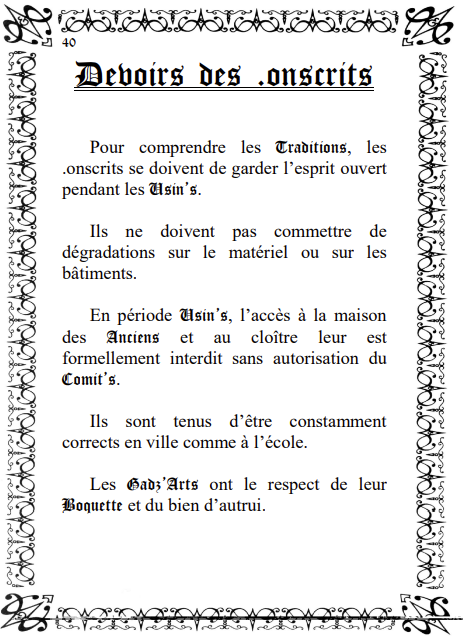 40
Devoirs des .onscrits
Pour comprendre les Traditions, les
.onscrits se doivent de garder l’esprit ouvert
pendant les Usin’s.
Ils ne doivent pas commettre de
dégradations sur le matériel ou sur les
bâtiments.
En période Usin’s, l’accès à la maison
des Anciens et au cloître leur est
formellement interdit sans autorisation du
Comit’s.
Ils sont tenus d’être constamment
corrects en ville comme à l’école.
Les Gadz’Arts ont le respect de leur
Boquette et du bien d’autrui.